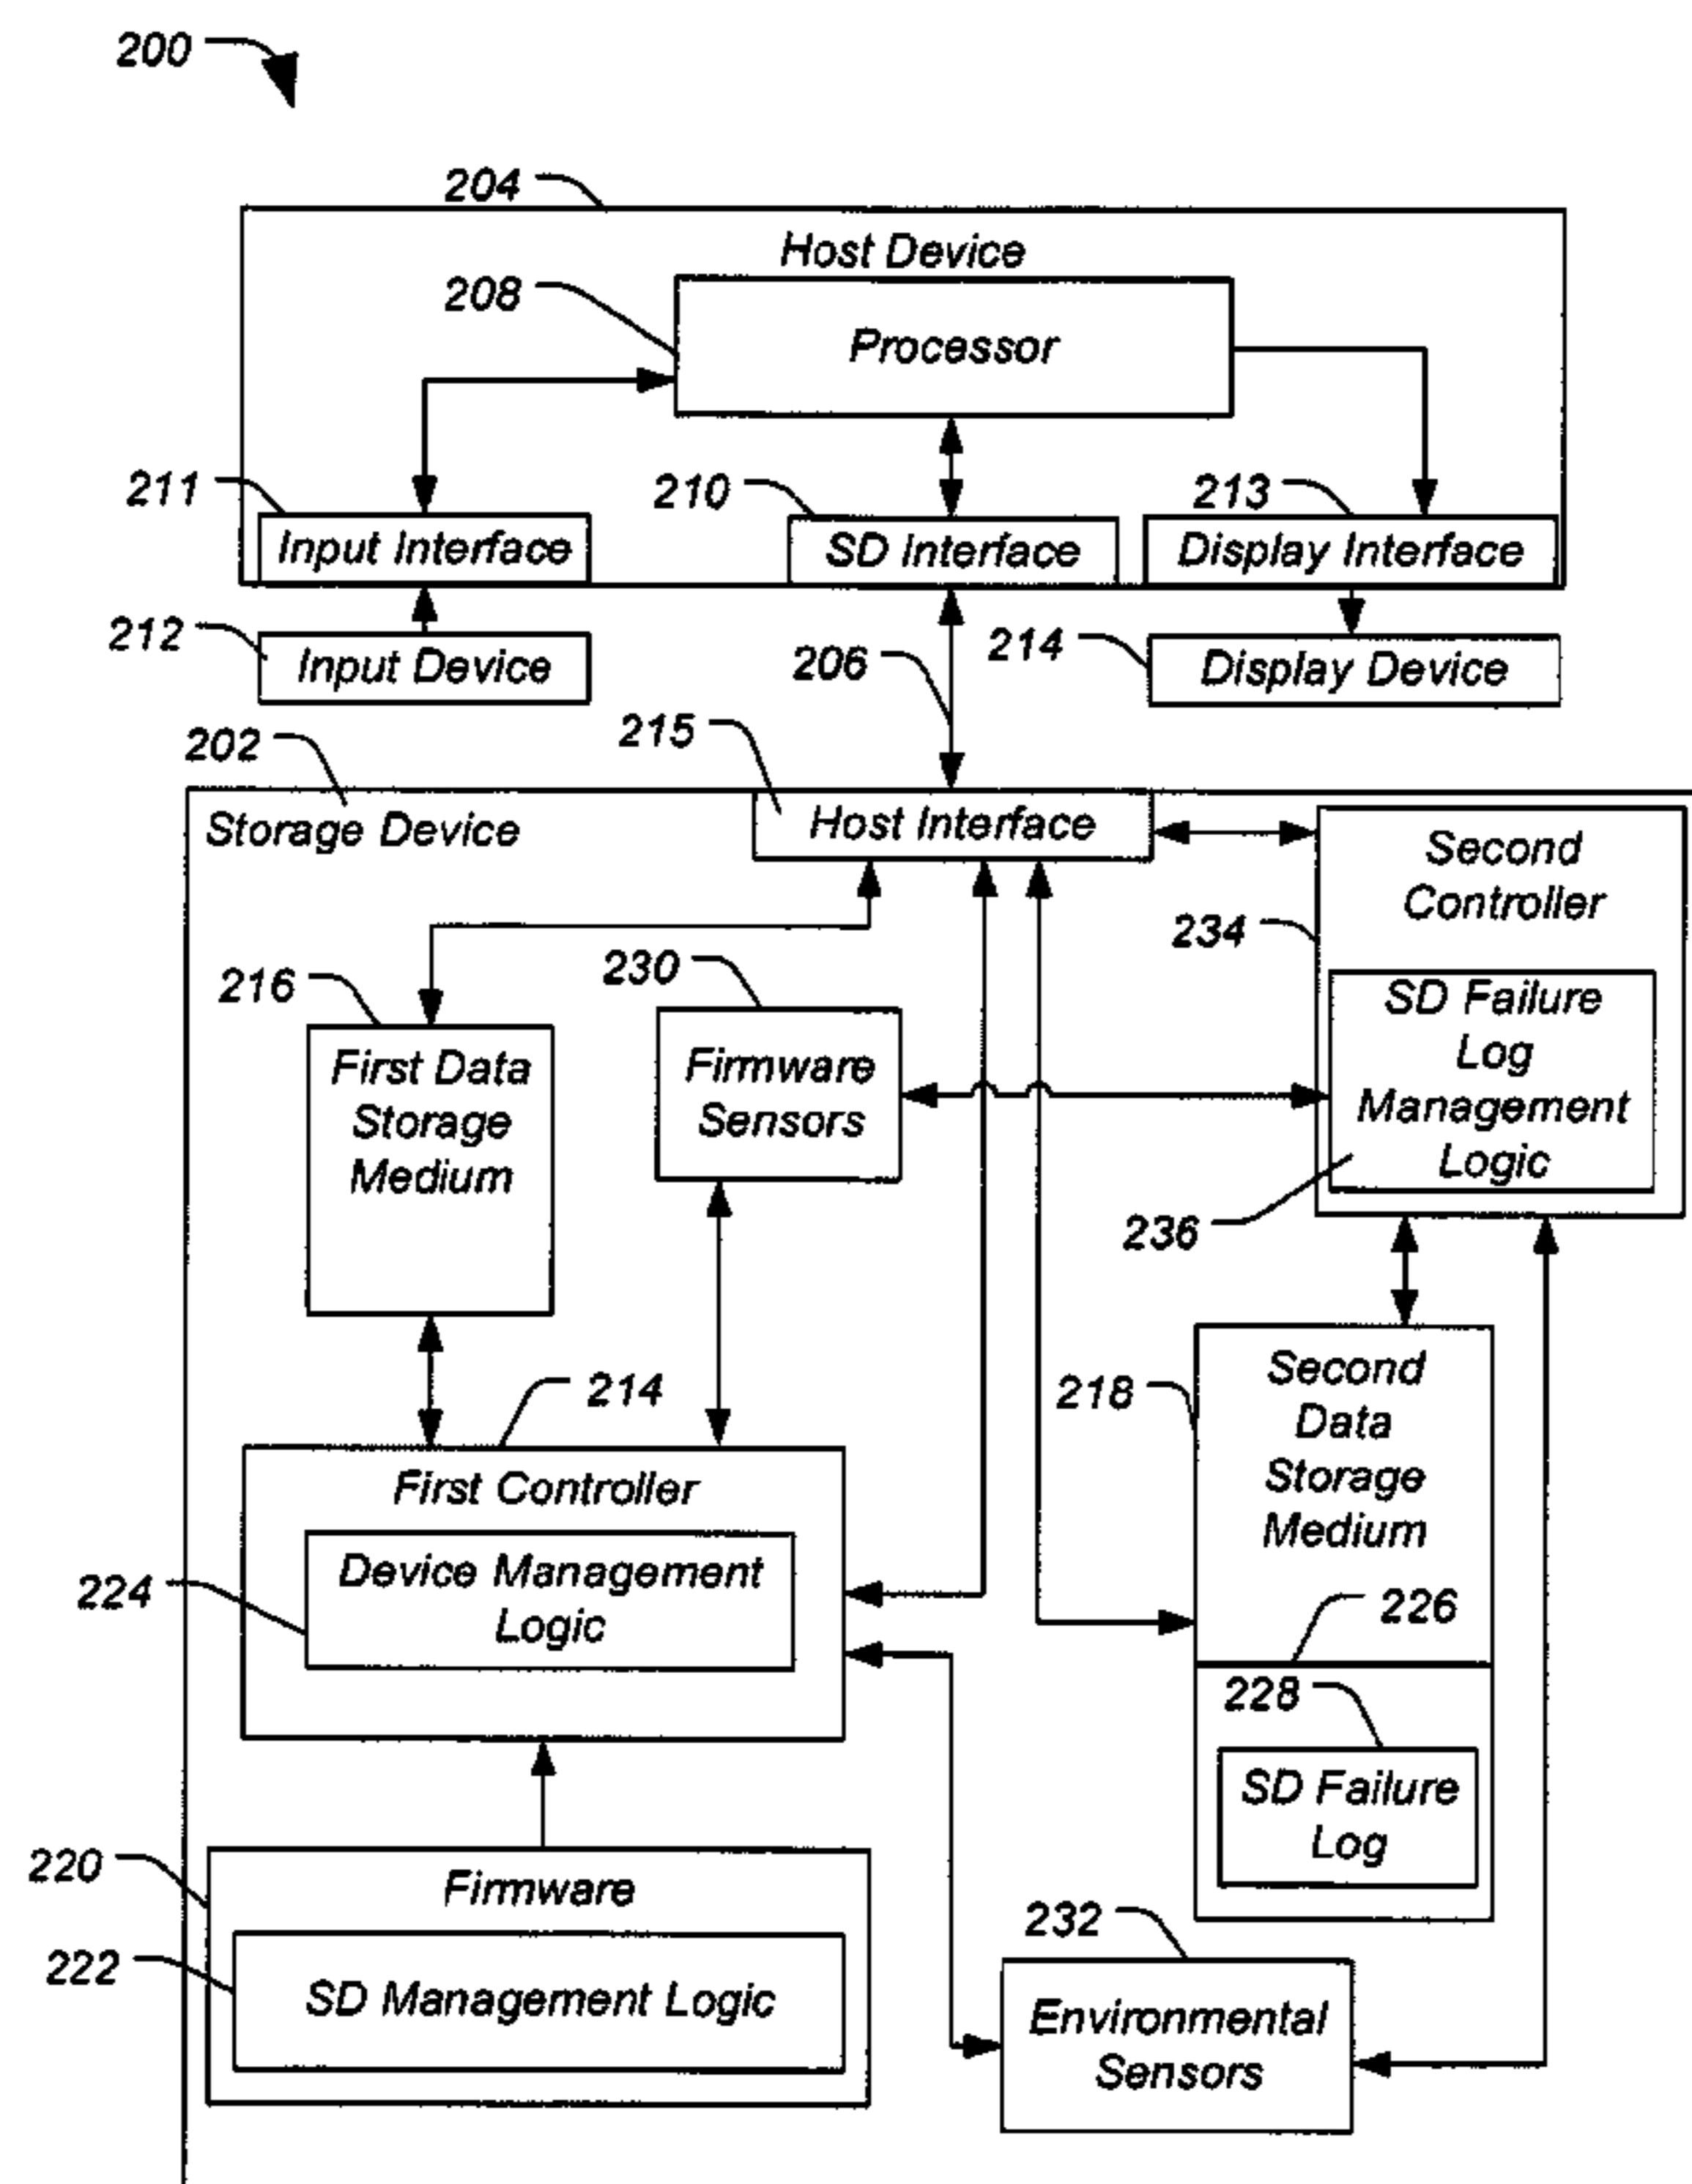 200
204
Host Device
208
Processor
211
210
213
Input Interface
SD Interface
Display Interface
212
Input Device
206
214
Display Device
202
215
Storage Device
Host Interface
Second
Controller
234
216
230
First Data
Storage
Medium
Firmware
Sensors
SD Failure
Log
Management
Logic
236
214
218
Second
Data
Storage
Medium
First Controller
224
Device Management
Logic
226
228
SD Failure
Log
220
Firmware
222
SD Management Logic
232
Environmental
Sensors